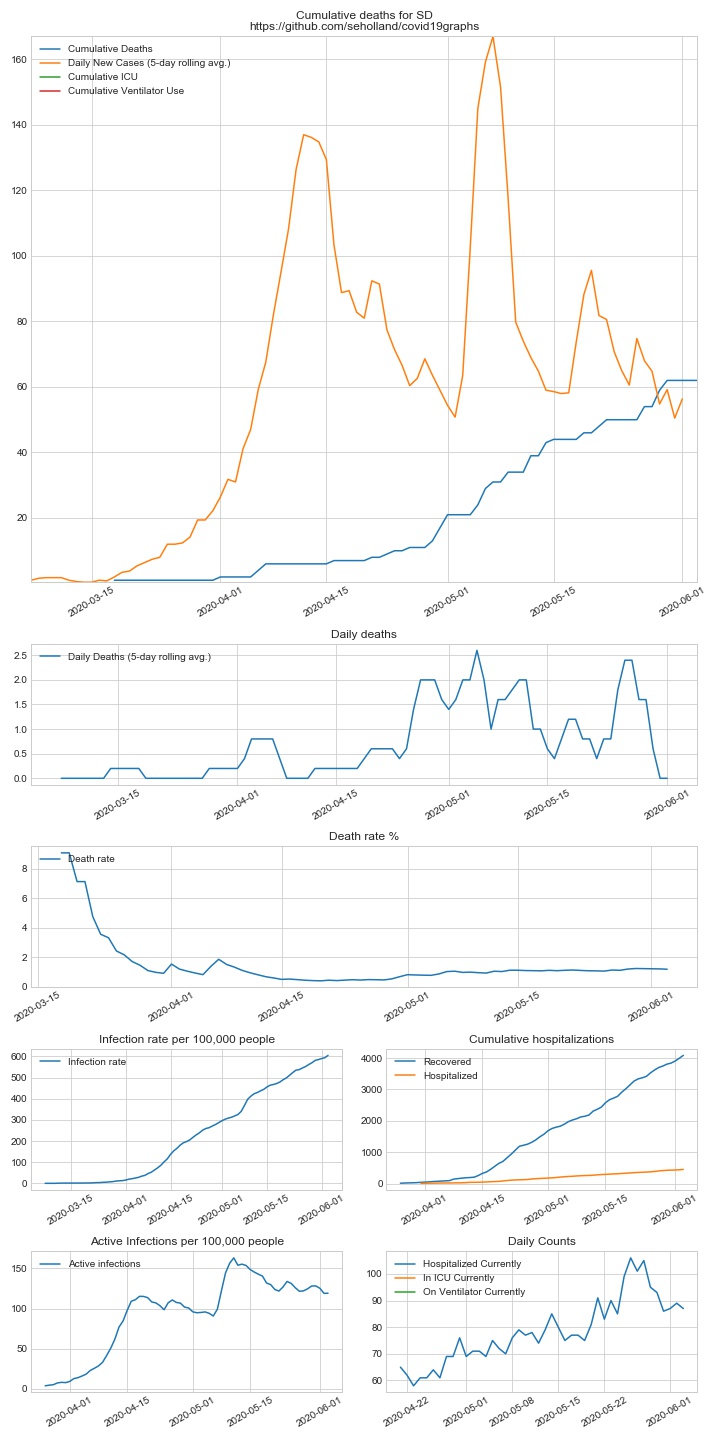 Cumulative deaths for SD
https://github.com/seholland/covid19graphs
Cumulative Deaths
Daily New Cases (5-day rolling avg.)
Cumulative ICU
Cumulative Ventilator Use
160
140
120
100
80
60
40
20
2020-03-15 2020-04-01 2020-04-15 2020-05-01 2020-05-15 2020-06-01
Daily deaths
Daily Deaths (5-day rolling avg.)
2.5
2.0
1.5
1.0
0.5
0.0
2020-03-15 2020-04-01 2020-04-15 2020-05-01 2020-05-15 2020-06-01
Death rate %
Death rate
8
6
4
2
0
2020-03-15 2020-04-01 2020-04-15 2020-05-01 2020-05-15 2020-06-01
Infection rate per 100,000 people
Infection rate
600
500
400
300
200
100
0
2020-03-15 2020-04-01 2020-04-15 2020-05-01 2020-05-15 2020-06-01
Cumulative hospitalizations
Recovered
Hospitalized
4000
3000
2000
1000
0
2020-04-01 2020-04-15 2020-05-01 2020-05-15 2020-06-01
Active Infections per 100,000 people
Active infections
150
100
50
0
2020-04-01 2020-04-15 2020-05-01 2020-05-15 2020-06-01
Daily Counts
Hospitalized Currently
In ICU Currently
On Ventilator Currently
100
90
80
70
60
2020-04-22 2020-05-01 2020-05-08 2020-05-15 2020-05-22 2020-06-01